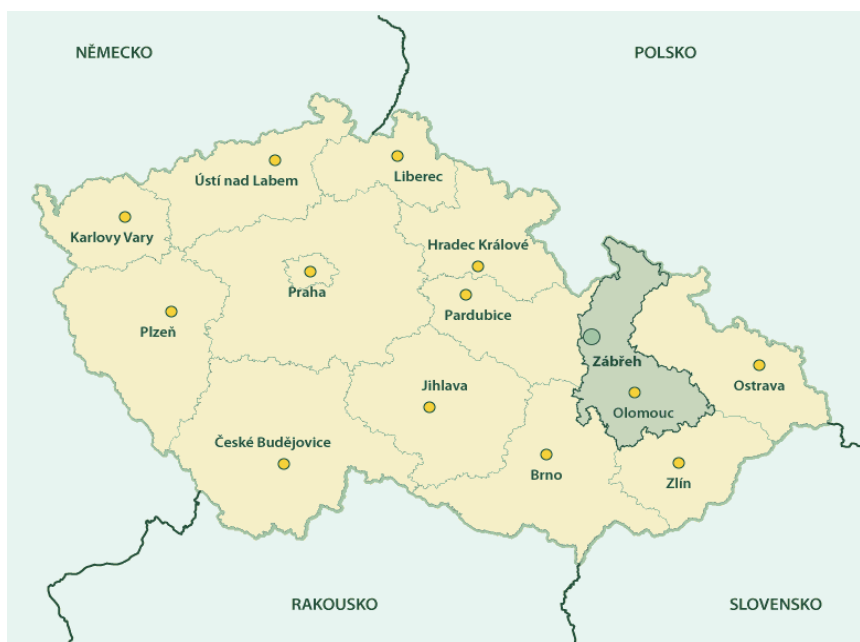 NĚMECKO
POLSKO
Ústí nad Labem
Liberec
Karlovy Vary
Hradec Králové
Praha
Pardubice
Plzeň
Zábřeh
Jihlava
Ostrava
Olomouc
České Budějovice
Brno
Zlín
RAKOUSKO
SLOVENSKO